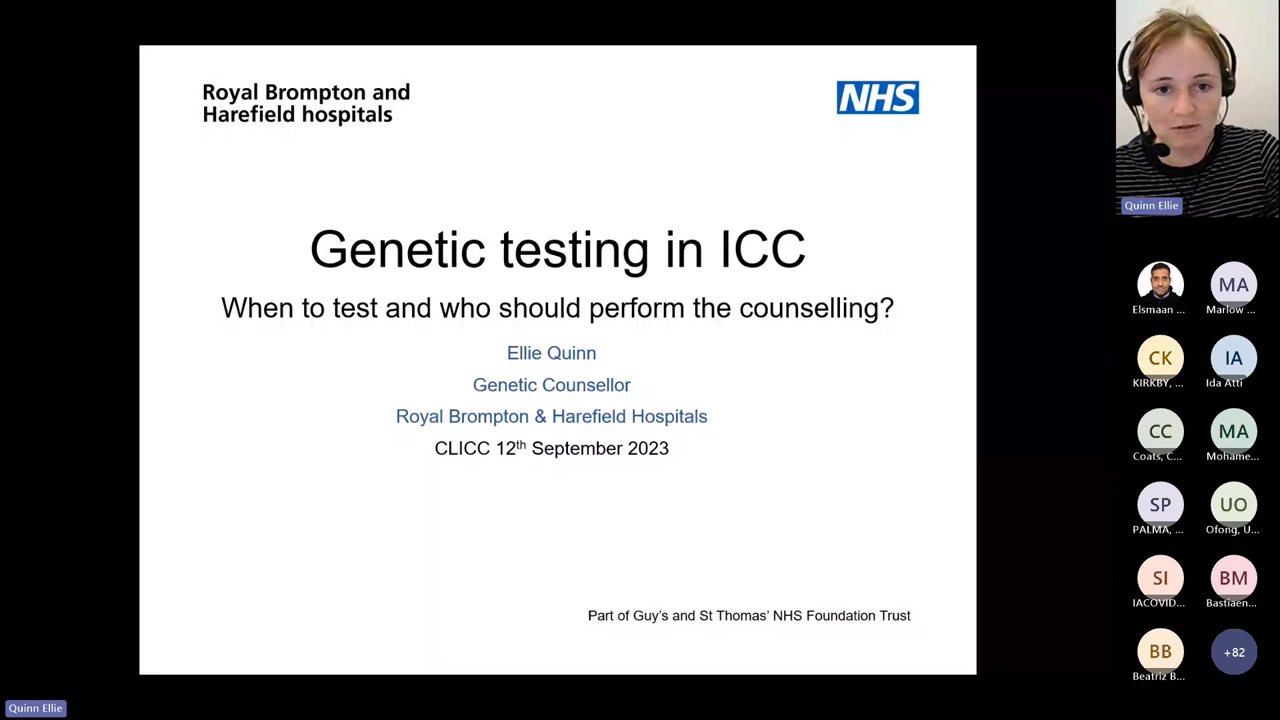 Royal Brompton and
Harefield hospitals
NHS
Genetic testing in ICC
When to test and who should perform the counselling?
Ellie Quinn
Genetic Counsellor
Royal Brompton & Harefield Hospitals
CLICC 12th September 2023
Part of Guy's and St Thomas' NHS Foundation Trust
Quinn Ellie
Elsmaan ...
MA
Marlow ...
CK
KIRKBY, ...
IA
Ida Atti
CC
Coats, C...
MA
Mohame...
SP
PALMA, ...
UO
Ofong, U...
SI
IACOVID...
BM
Bastiaen...
BB
Beatriz B...
+82
Quinn Ellie